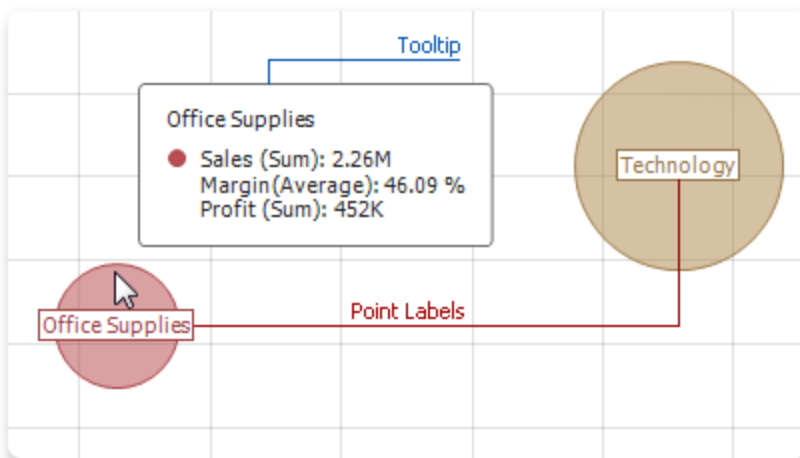 Tooltip
Office Supplies
Sales (Sum): 2.26M
Margin(Average): 46.09 %
Profit (Sum): 452K
Technology
Point Labels
Office Supplies